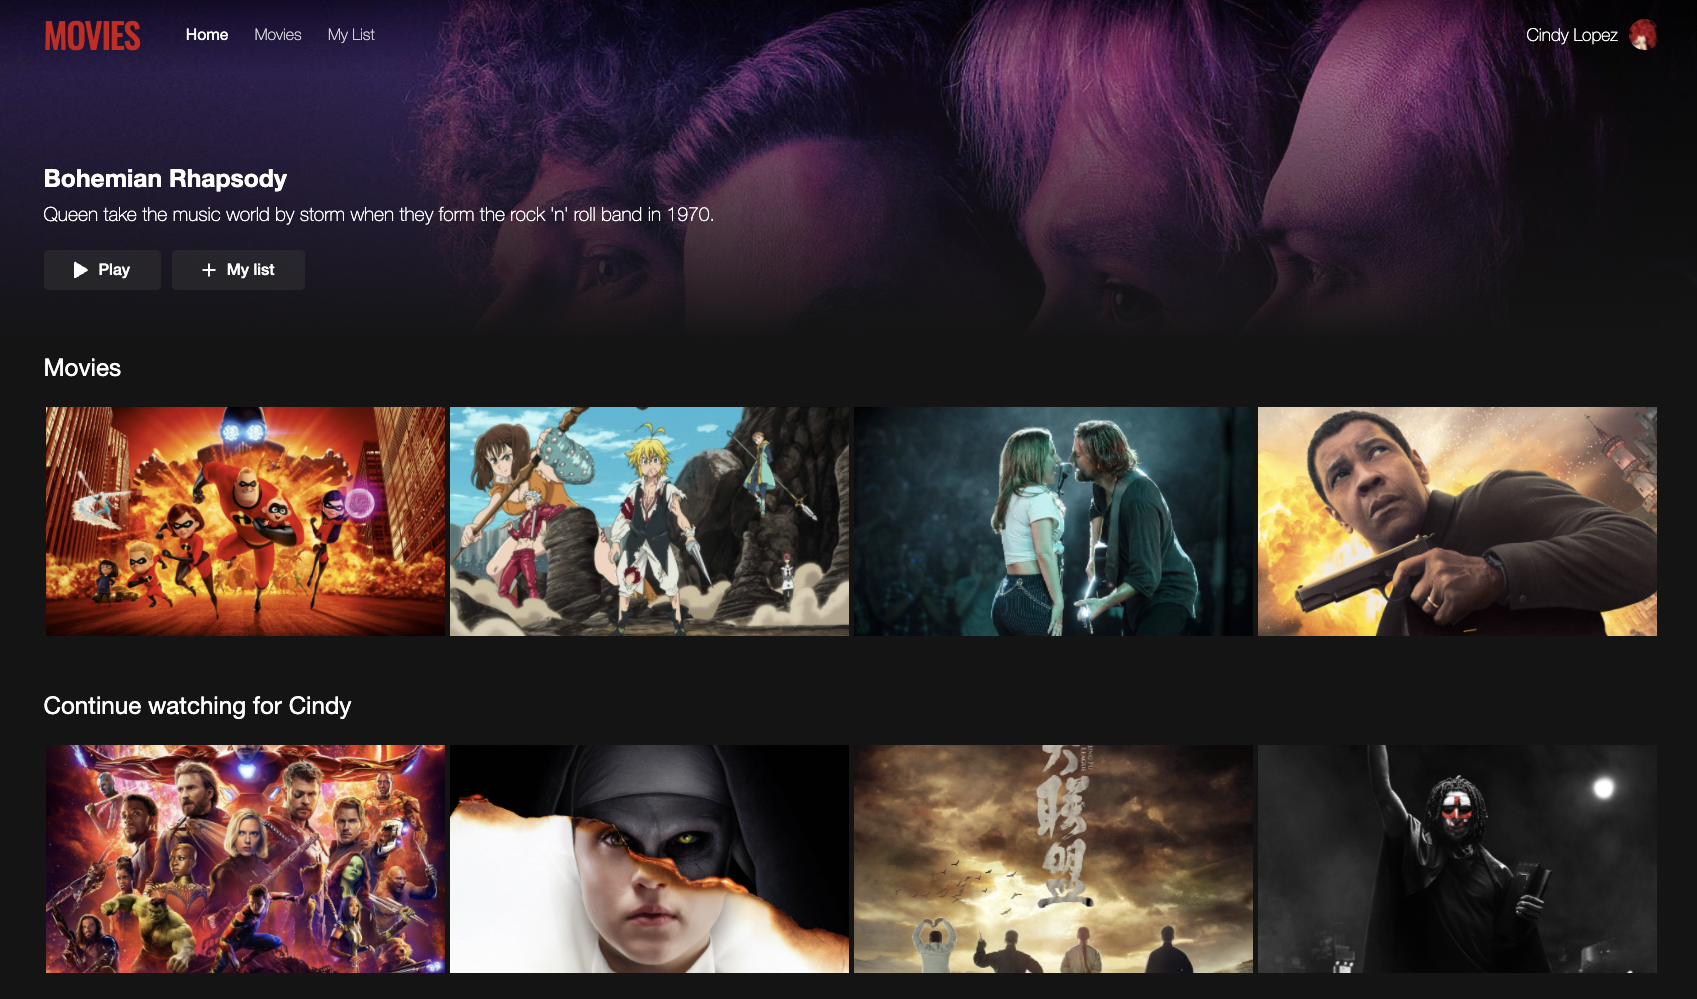 MOVIES
Home
Movies
My List
Cindy Lopez
Bohemian Rhapsody
Queen take the music world by storm when they form the rock 'n' roll band in 1970.
Play
My list
Movies
Continue watching for Cindy
聯
盟